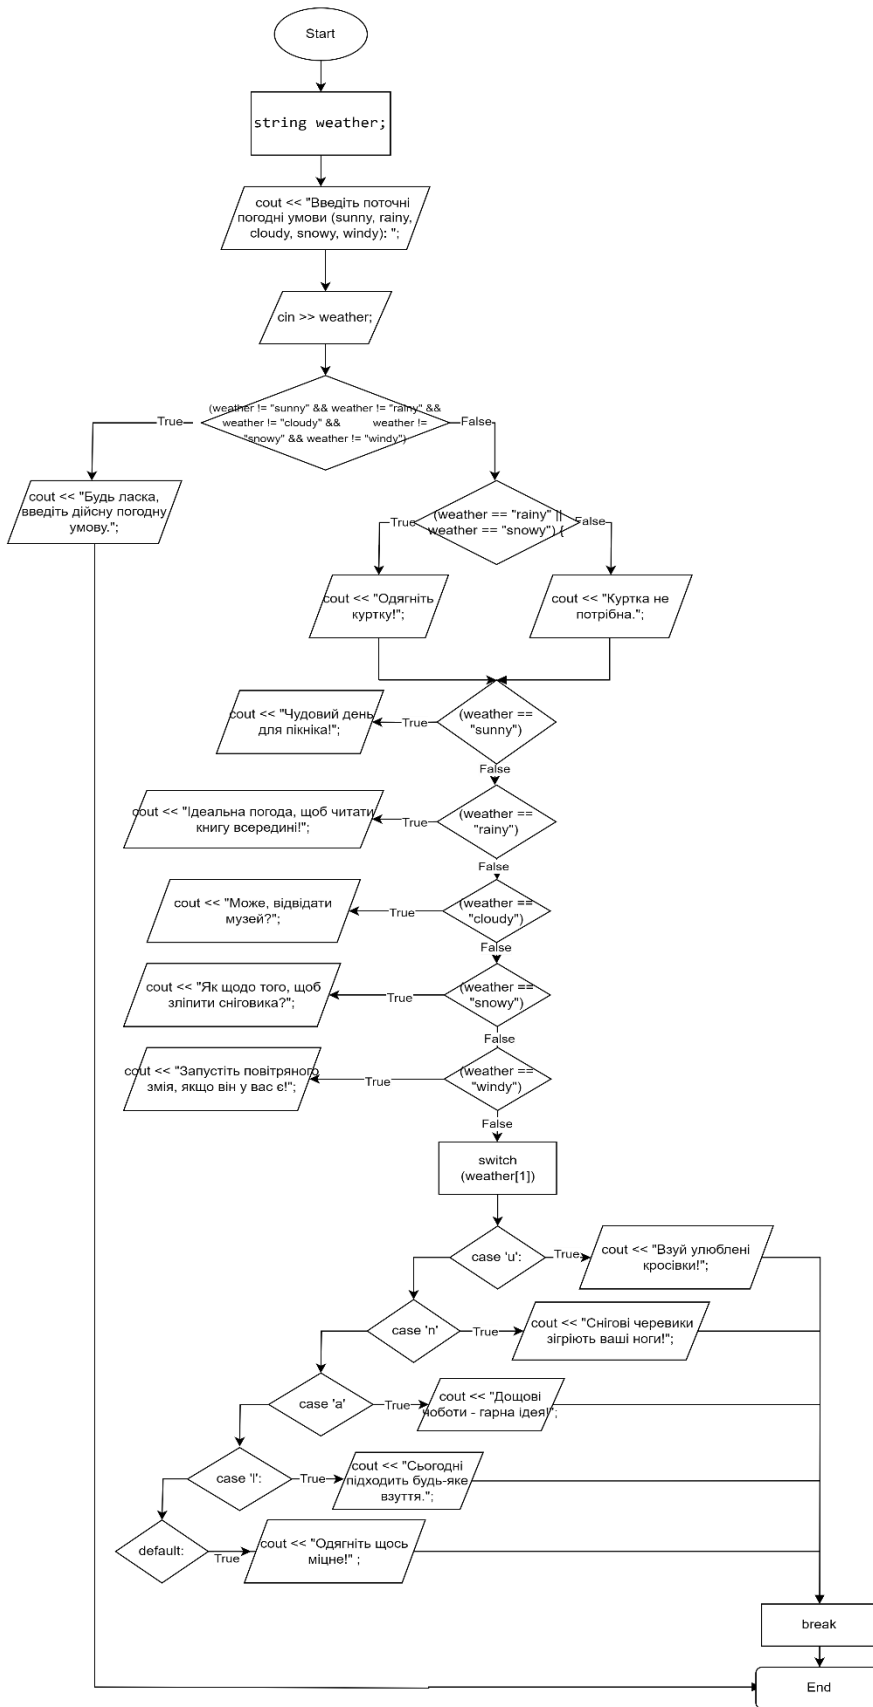 Start
string weather;
cout << "Введіть поточні
погодні умови (sunny, rainy,
cloudy, snowy, windy): ";
cin >> weather;
(weather != "sunny" && weather != "rainy" &&
weather != "cloudy" && weather !=
"snowy" && weather != "windy")
True
False
cout << "Будь ласка,
введіть дійсну погодну
умову.";
(weather == "rainy" ||
weather == "snowy") {
True
False
cout << "Одягніть
куртку!";
cout << "Куртка не
потрібна.";
(weather ==
"sunny")
True
cout << "Чудовий день
для пікніка!";
False
(weather ==
"rainy")
True
cout << "Ідеальна погода, щоб читати
книгу всередині!";
False
(weather ==
"cloudy")
True
cout << "Може, відвідати
музей?";
False
(weather ==
"snowy")
True
cout << "Як щодо того, щоб
зліпити сніговика?";
False
(weather ==
"windy")
True
cout << "Запустіть повітряного
змія, якщо він у вас є!";
False
switch
(weather[1])
case 'u':
True
cout << "Взуй улюблені
кросівки!";
case 'n'
True
cout << "Снігові черевики
зігріють ваші ноги!";
case 'a'
True
cout << "Дощові
чоботи - гарна ідея!";
case 'l':
True
cout << "Сьогодні
підходить будь-яке
взуття.";
default:
True
cout << "Одягніть щось
міцне!" ;
break
End